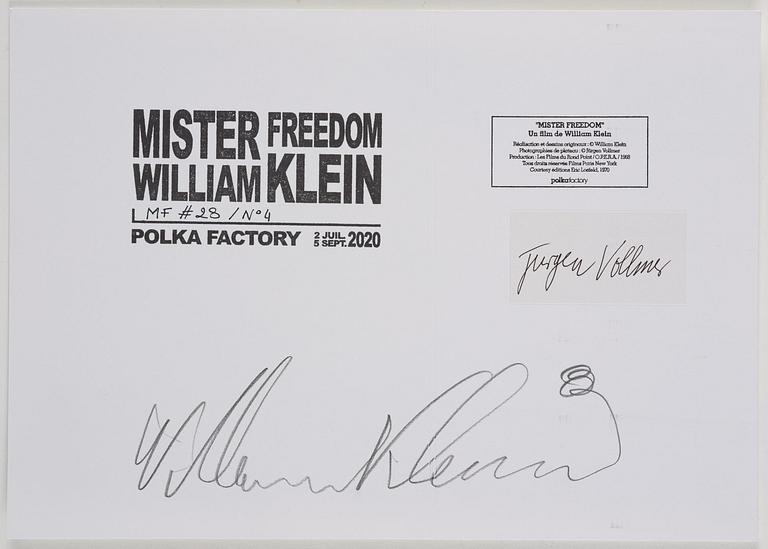 MISTER FREEDOM
WILLIAM KLEIN
MF #28 / N°4
POLKA FACTORY 2 JUIL. 5 SEPT. 2020
"MISTER FREEDOM"
Un film de William Klein
Réalisation et dessins originaux : © William Klein
Photographies de plateau : © Jürgen Vollmer
Production : Les Films du Rond Point / O.P.E.R.A. / 1968
Tous droits réservés Films Paris New York
Courtesy éditions Eric Losfeld, 1970
polkafactory
Jurgen Vollmer
William Klein